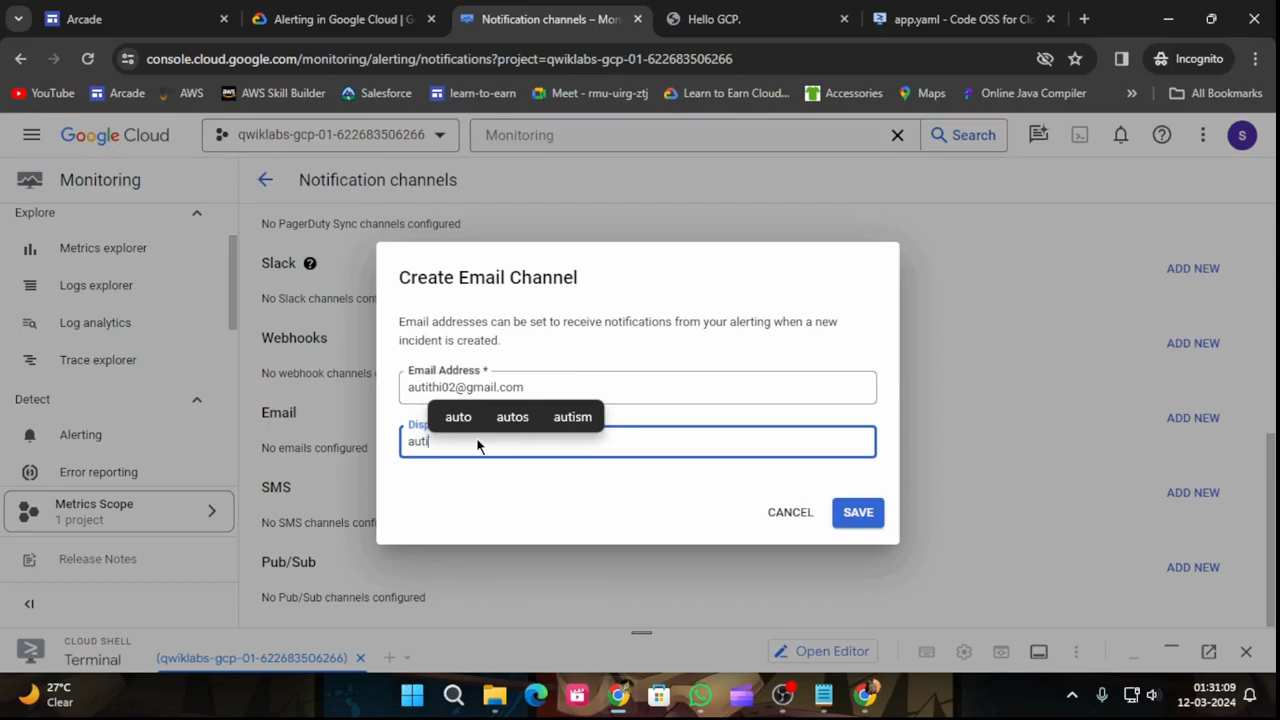 Arcade
Alerting in Google Cloud | G
Notification channels – Mon
Hello GCP.
app.yaml - Code OSS for Clo
console.cloud.google.com/monitoring/alerting/notifications?project=qwiklabs-gcp-01-622683506266
Incognito
YouTube
Arcade
AWS
AWS Skill Builder
Salesforce
learn-to-earn
Meet - rmu-uirg-ztj
Learn to Earn Cloud...
Accessories
Maps
Online Java Compiler
All Bookmarks
Google Cloud
qwiklabs-gcp-01-622683506266
Monitoring
Search
S
Monitoring
Notification channels
Explore
Metrics explorer
Logs explorer
Log analytics
Trace explorer
Detect
Alerting
Error reporting
Metrics Scope
1 project
Release Notes
No PagerDuty Sync channels configured
Slack
ADD NEW
No Slack channels conf
Webhooks
ADD NEW
No webhook channels
Email
ADD NEW
No emails configured
SMS
ADD NEW
No SMS channels confi
Pub/Sub
ADD NEW
No Pub/Sub channels configured
Create Email Channel
Email addresses can be set to receive notifications from your alerting when a new
incident is created.
Email Address *
autithi02@gmail.com
auto autos autism
Disp
auti
CANCEL
SAVE
CLOUD SHELL
Terminal
(qwiklabs-gcp-01-622683506266)
Open Editor
27°C
Clear
01:31:09
12-03-2024